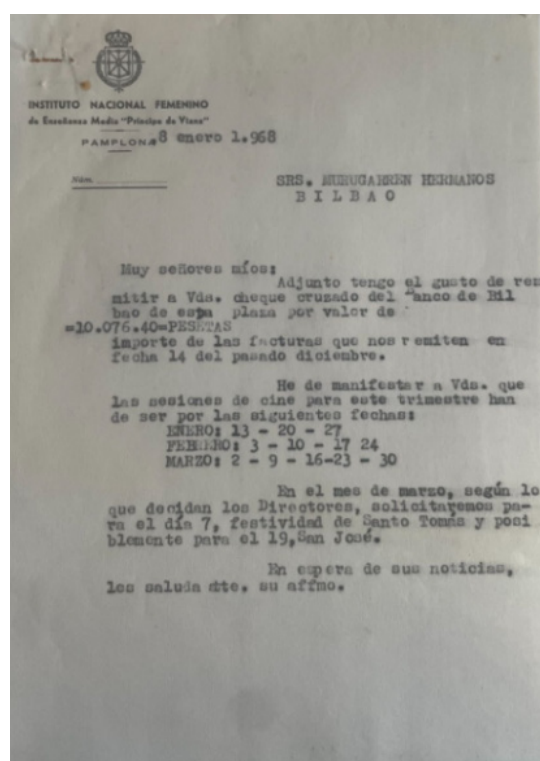 INSTITUTO NACIONAL FEMENINO
de Enseñanza Media "Príncipe de Viana"
PAMPLONA 8 enero 1.968
Núm.
SRS. MURUGARREN HERMANOS
B I L B A O
Muy señores míos:
Adjunto tengo el gusto de rem
mitir a Vds. cheque cruzado del Banco de Bil
bao de esta plaza por valor de
=10.076.40=PESETAS
importe de las facturas que nos remiten en
fecha 14 del pasado diciembre.
He de manifestar a Vds. que
las sesiones de cine para este trimestre han
de ser por las siguientes fechas:
ENERO: 13 - 20 - 27
FEBRERO: 3 - 10 - 17 24
MARZO: 2 - 9 - 16-23 - 30
En el mes de marzo, según lo
que decidan los Directores, solicitaremos pa-
ra el día 7, festividad de Santo Tomás y posi
blemente para el 19, San José.
En espera de sus noticias,
les saluda atte. su affmo.